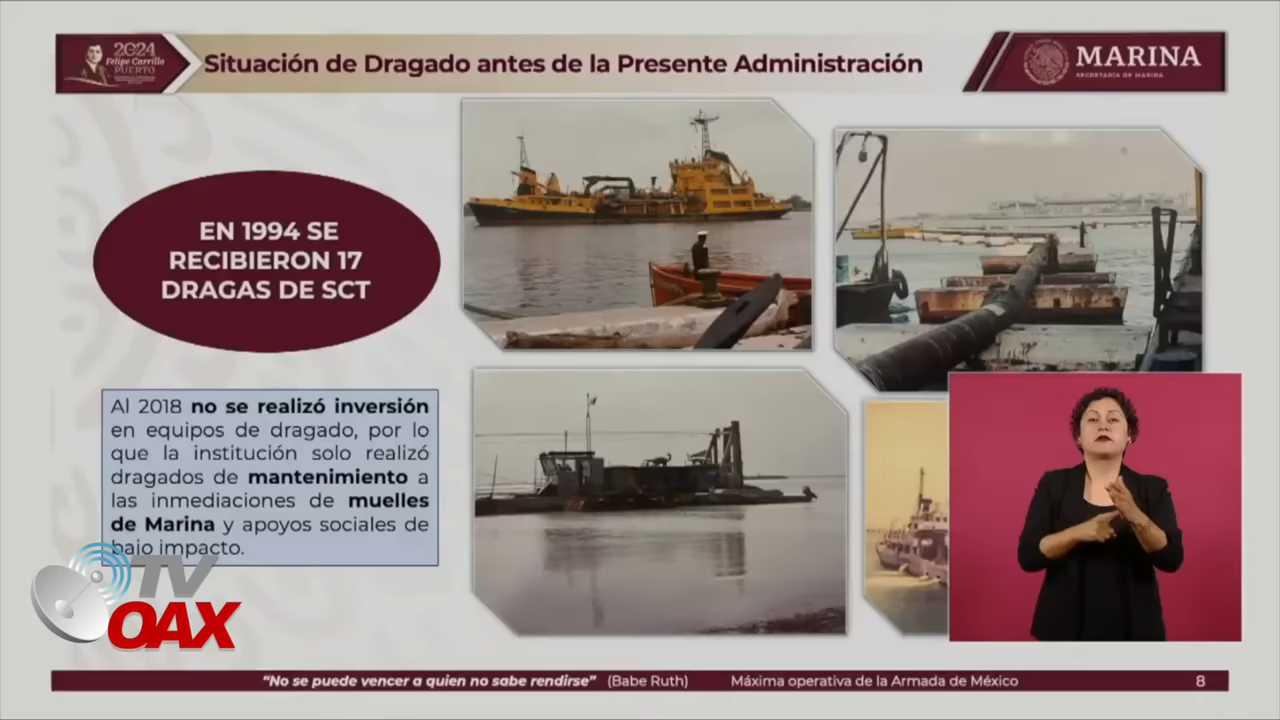 2024
Felipe Carrillo
PUERTO
Situación de Dragado antes de la Presente Administración
MARINA
SECRETARÍA DE MARINA
EN 1994 SE
RECIBIERON 17
DRAGAS DE SCT
Al 2018 no se realizó inversión
en equipos de dragado, por lo
que la institución solo realizó
dragados de mantenimiento a
las inmediaciones de muelles
de Marina y apoyos sociales de
bajo impacto.
TV
OAX
“No se puede vencer a quien no sabe rendirse” (Babe Ruth) Máxima operativa de la Armada de México 8